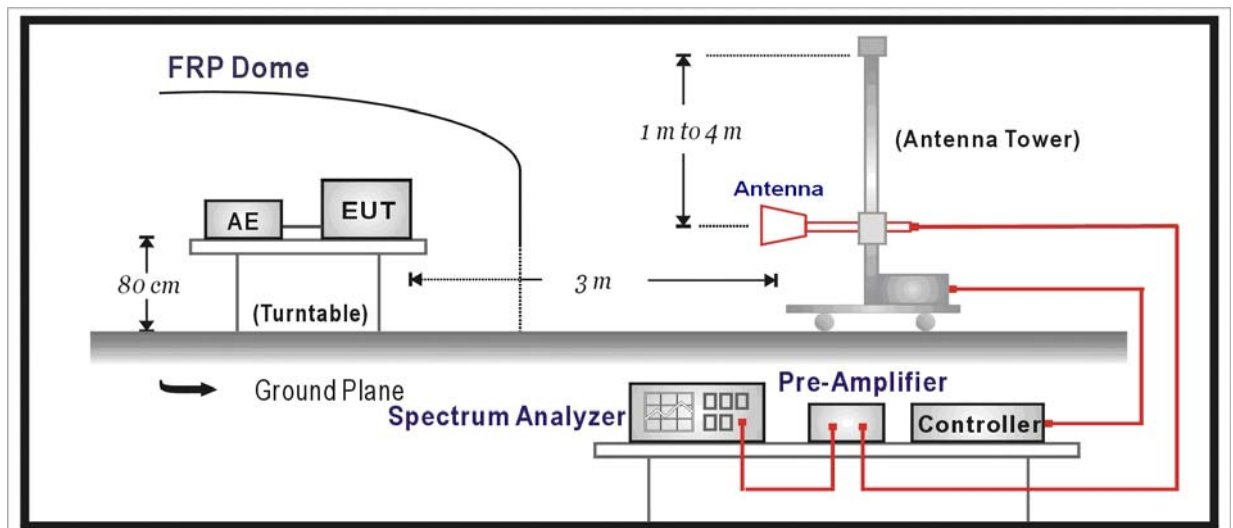 FRP Dome
1 m to 4 m
(Antenna Tower)
Antenna
AE
EUT
80 cm
3 m
(Turntable)
Ground Plane
Pre-Amplifier
Spectrum Analyzer
Controller